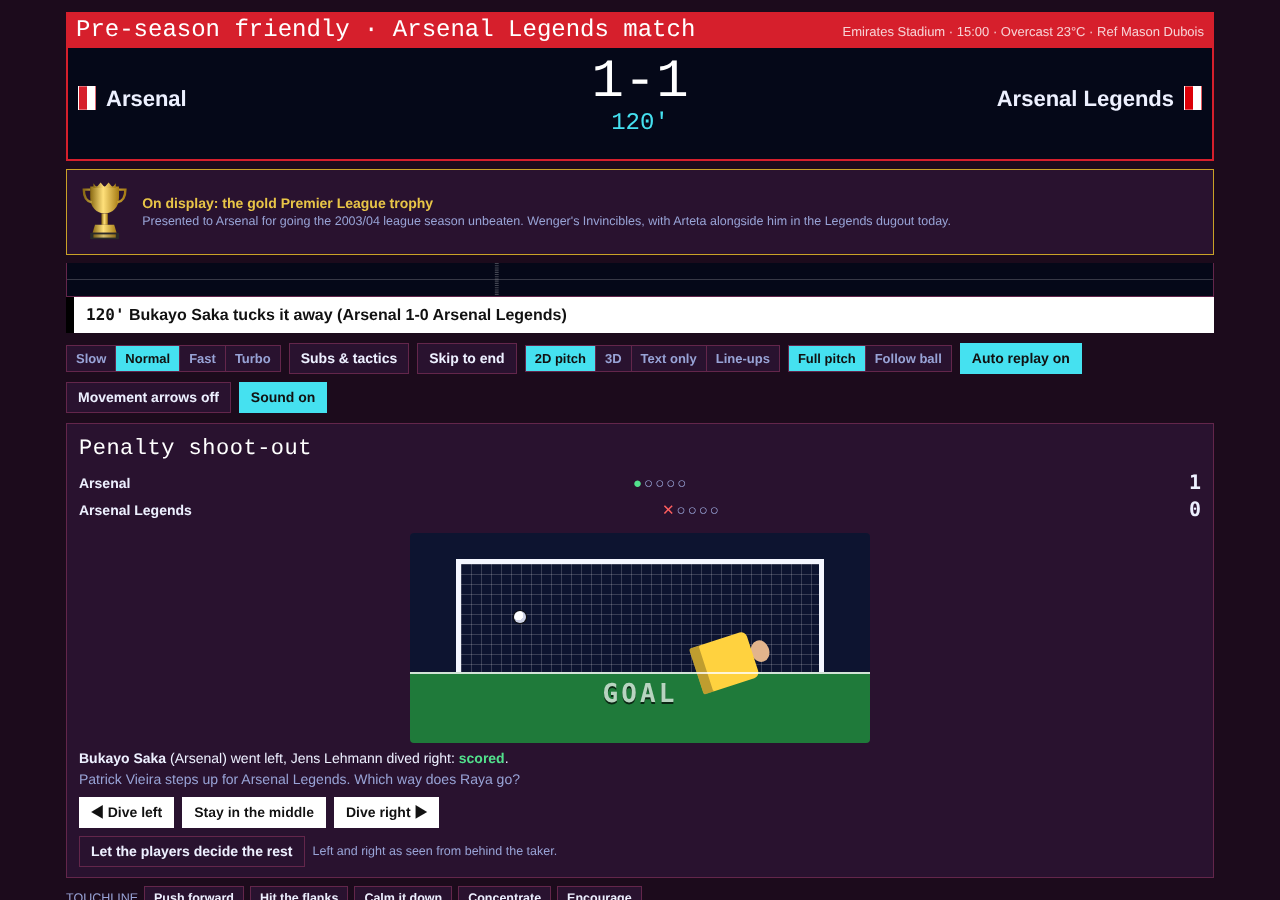 Pre-season friendly · Arsenal Legends match
Emirates Stadium · 15:00 · Overcast 23°C · Ref Mason Dubois
Arsenal
1-1
120'
Arsenal Legends
On display: the gold Premier League trophy
Presented to Arsenal for going the 2003/04 league season unbeaten. Wenger's Invincibles, with Arteta alongside him in the Legends dugout today.
120' Bukayo Saka tucks it away (Arsenal 1-0 Arsenal Legends)
Slow Normal Fast Turbo Subs & tactics Skip to end 2D pitch 3D Text only Line-ups Full pitch Follow ball Auto replay on
Movement arrows off Sound on
Penalty shoot-out
Arsenal ●○○○○ 1
Arsenal Legends ✕○○○○ 0
GOAL
Bukayo Saka (Arsenal) went left, Jens Lehmann dived right: scored.
Patrick Vieira steps up for Arsenal Legends. Which way does Raya go?
◀ Dive left Stay in the middle Dive right ▶
Let the players decide the rest Left and right as seen from behind the taker.
TOUCHLINE Push forward Hit the flanks Calm it down Concentrate Encourage